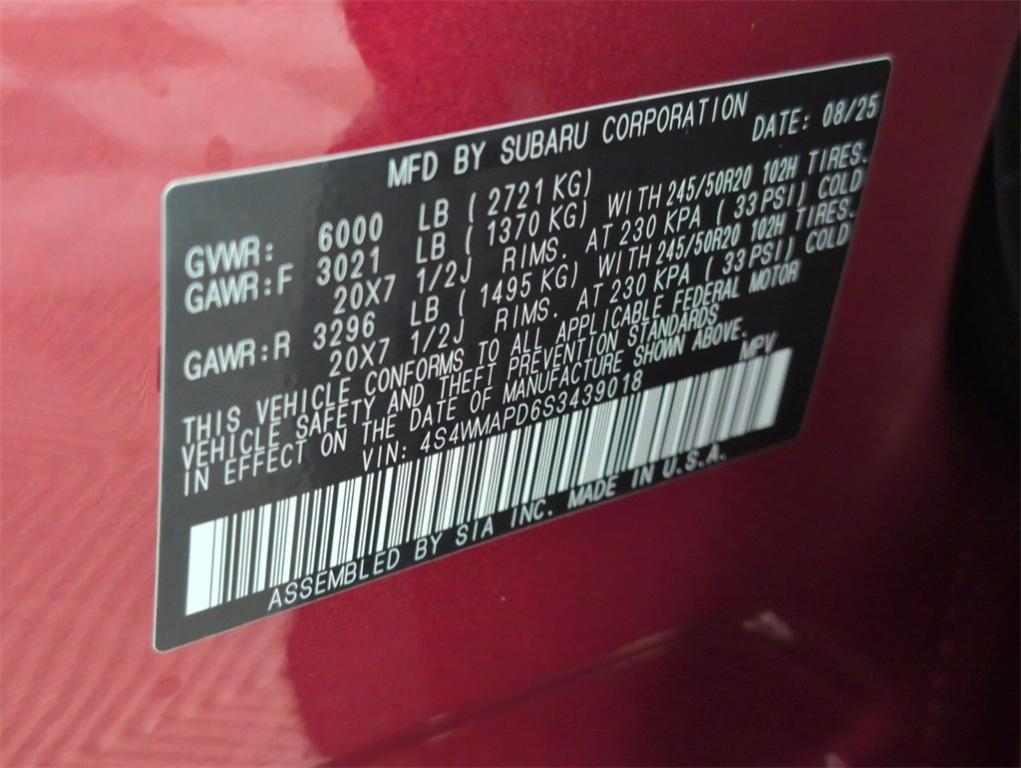 MFD BY SUBARU CORPORATION
DATE: 08/25
GVWR: 6000 LB ( 2721 KG)
GAWR:F 3021 LB ( 1370 KG) WITH 245/50R20 102H TIRES.
20X7 1/2J RIMS. AT 230 KPA ( 33 PSI) COLD
GAWR:R 3296 LB ( 1495 KG) WITH 245/50R20 102H TIRES.
20X7 1/2J RIMS. AT 230 KPA ( 33 PSI) COLD
THIS VEHICLE CONFORMS TO ALL APPLICABLE FEDERAL MOTOR
VEHICLE SAFETY AND THEFT PREVENTION STANDARDS
IN EFFECT ON THE DATE OF MANUFACTURE SHOWN ABOVE.
VIN: 4S4WMAPD6S3439018 MPV
ASSEMBLED BY SIA INC. MADE IN U.S.A.